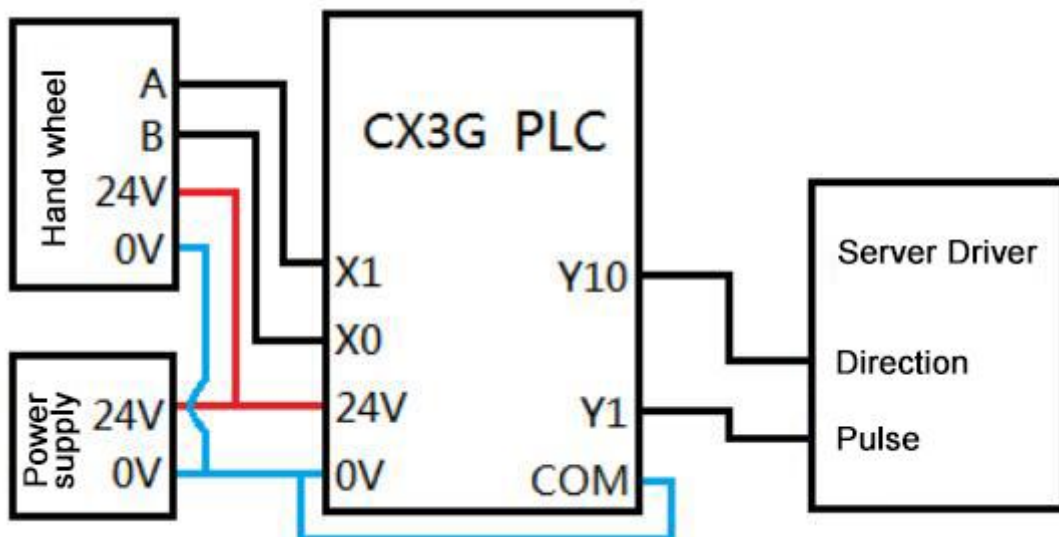 Hand wheel
A
B
24V
0V
Power
supply
24V
0V
CX3G PLC
X1
X0
24V
0V
Y10
Y1
COM
Server Driver
Direction
Pulse